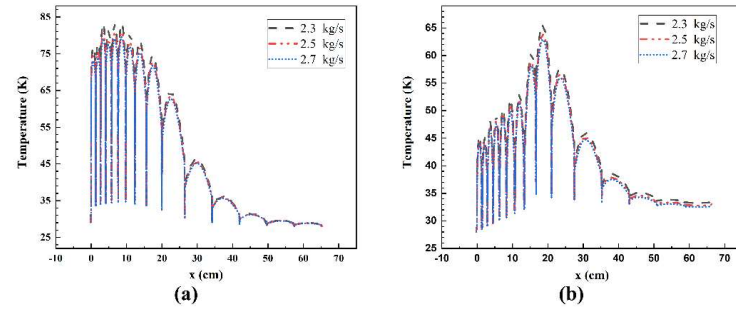 85
75
65
55
45
35
25
-10 0 10 20 30 40 50 60 70
Temperature (K)
x (cm)
2.3 kg/s
2.5 kg/s
2.7 kg/s
(a)
65
60
55
50
45
40
35
30
25
-10 0 10 20 30 40 50 60 70
Temperature (K)
x (cm)
2.3 kg/s
2.5 kg/s
2.7 kg/s
(b)